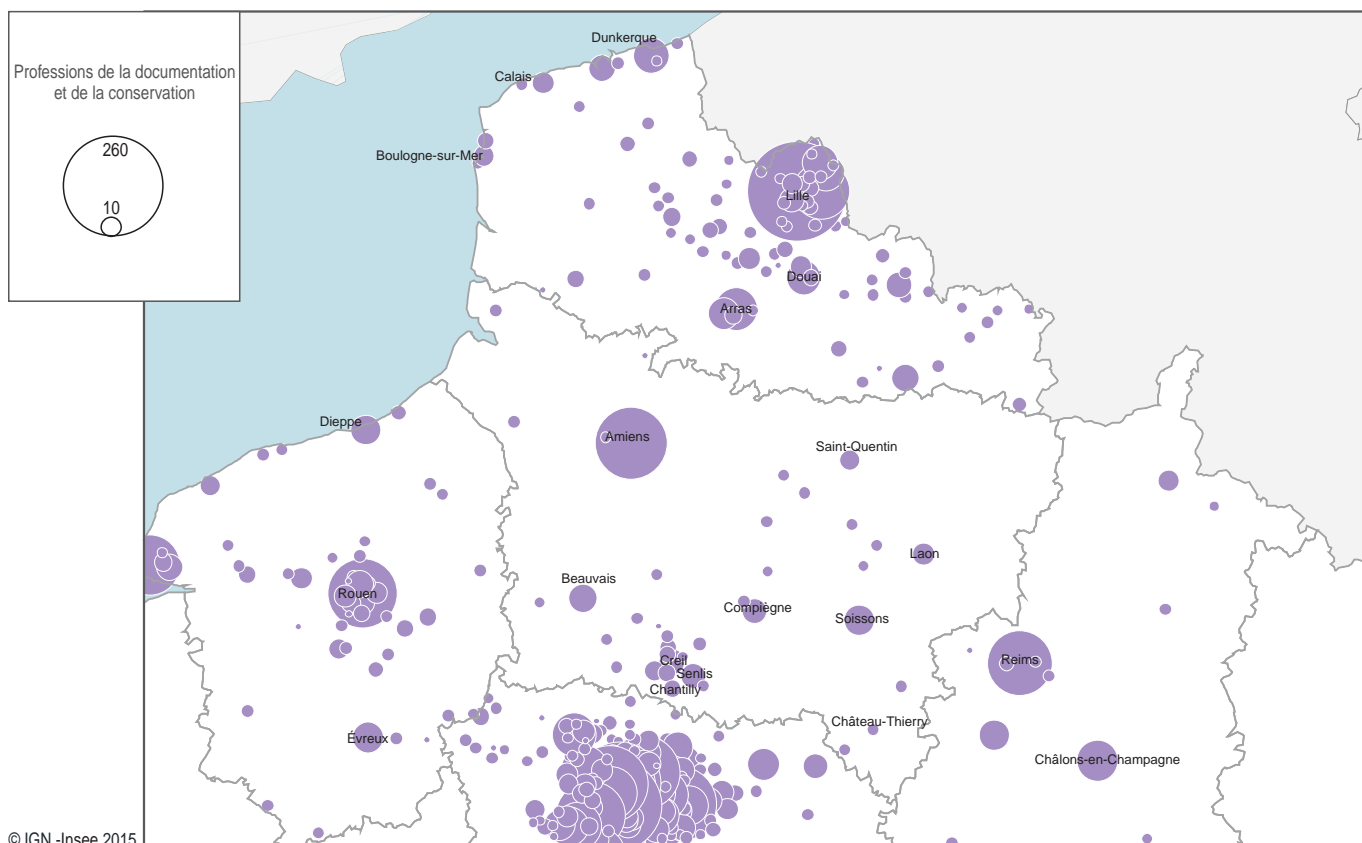 Professions de la documentation
et de la conservation
260
10
Dunkerque
Calais
Boulogne-sur-Mer
Lille
Douai
Arras
Dieppe
Amiens
Saint-Quentin
Laon
Rouen
Beauvais
Compiègne
Soissons
Creil
Reims
Senlis
Chantilly
Château-Thierry
Évreux
Châlons-en-Champagne
© IGN -Insee 2015